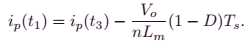 i_p(t_1) = i_p(t_3) − \frac{V_o}{nL_m}(1 − D)T_s.